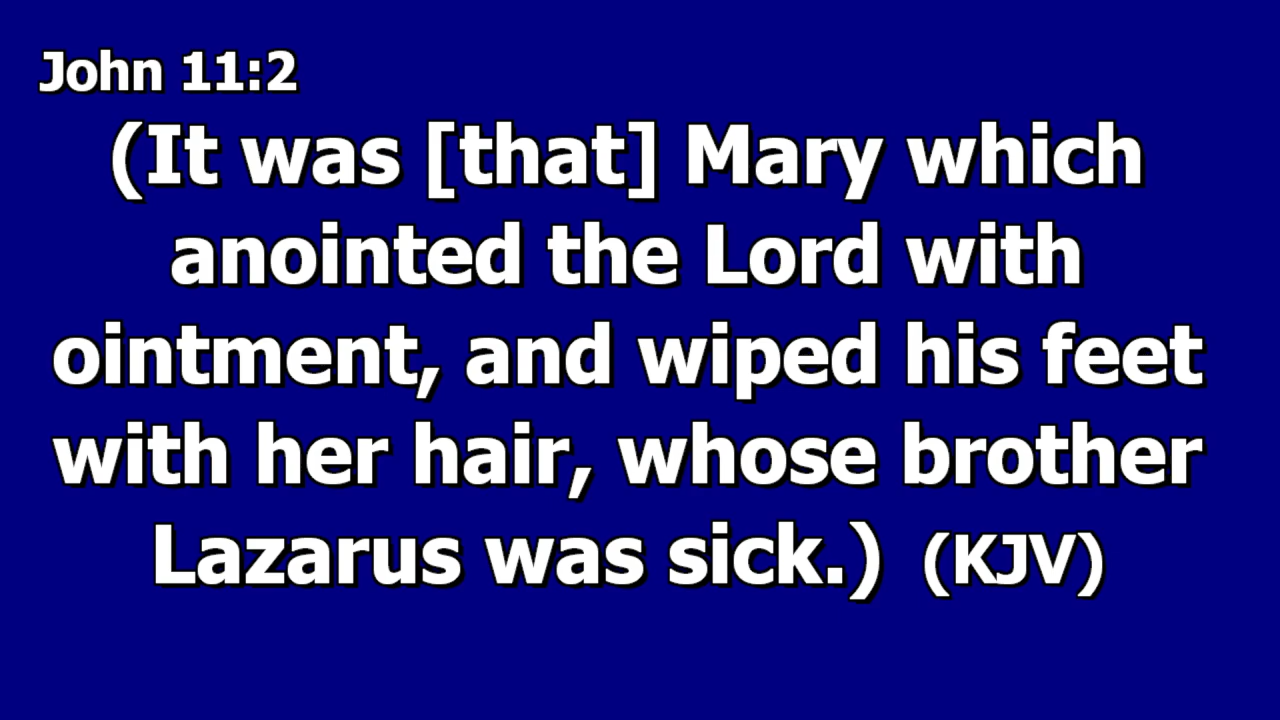 John 11:2
(It was [that] Mary which
anointed the Lord with
ointment, and wiped his feet
with her hair, whose brother
Lazarus was sick.) (KJV)